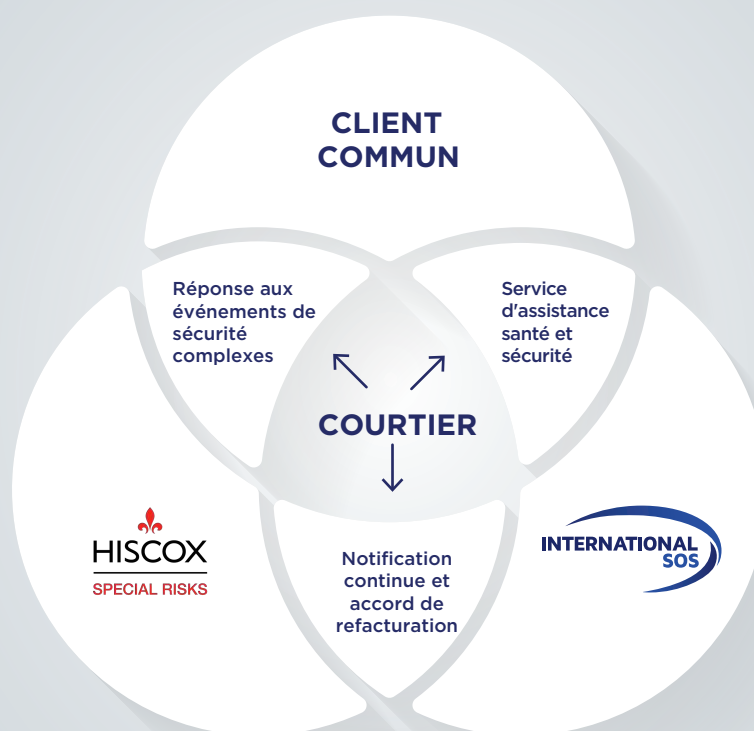 CLIENT
COMMUN
Réponse aux
événements de
sécurité
complexes
Service
d'assistance
santé et
sécurité
COURTIER
HISCOX
SPECIAL RISKS
INTERNATIONAL
SOS
Notification
continue et
accord de
refacturation